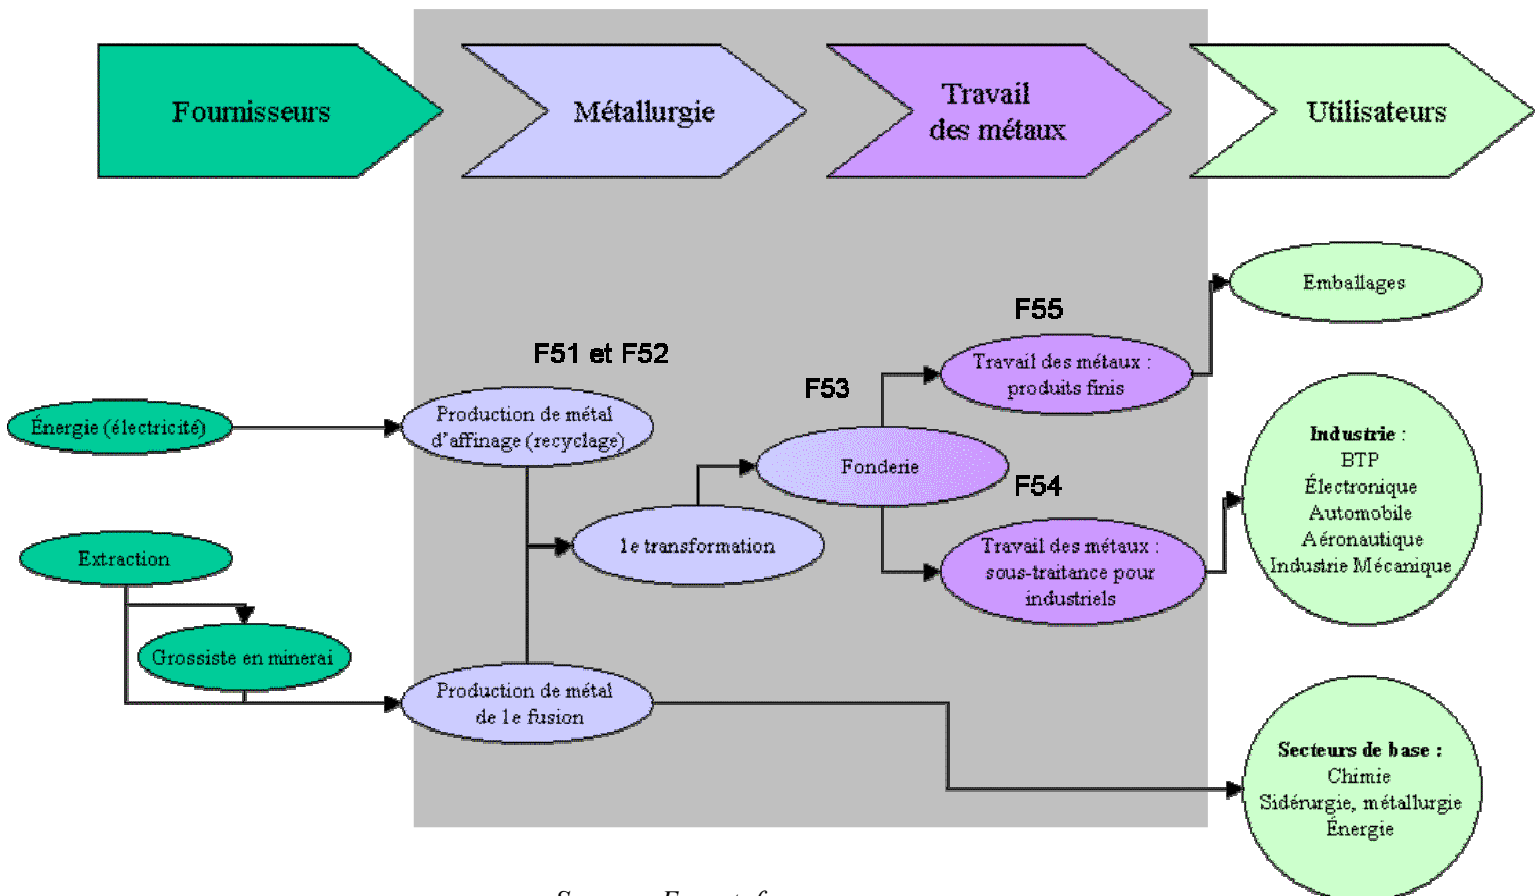 Fournisseurs
Métallurgie
Travail
des métaux
Utilisateurs
Emballages
F55
Travail des métaux :
produits finis
F51 et F52
F53
Énergie (électricité)
Production de métal
d'affinage (recyclage)
Fonderie
Industrie :
BTP
Électronique
Automobile
Aéronautique
Industrie Mécanique
F54
Extraction
1e transformation
Travail des métaux :
sous-traitance pour
industriels
Grossiste en minerai
Production de métal
de 1e fusion
Secteurs de base :
Chimie
Sidérurgie, métallurgie
Énergie